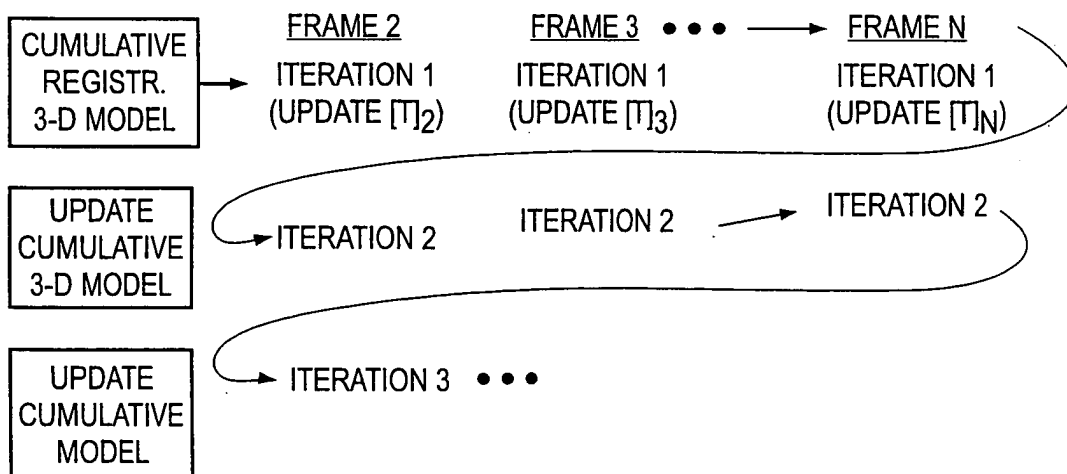 CUMULATIVE
REGISTR.
3-D MODEL
FRAME 2
ITERATION 1
(UPDATE [T]2)
FRAME 3 •••
ITERATION 1
(UPDATE [T]3)
FRAME N
ITERATION 1
(UPDATE [T]N)
UPDATE
CUMULATIVE
3-D MODEL
ITERATION 2
ITERATION 2
ITERATION 2
UPDATE
CUMULATIVE
MODEL
ITERATION 3 •••